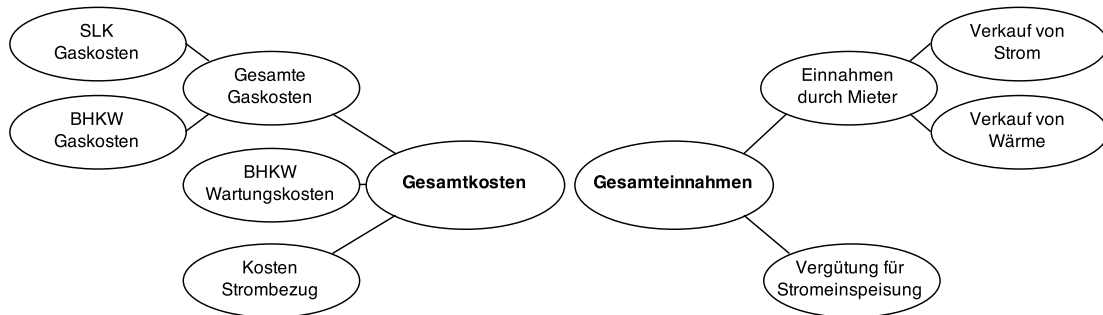 SLK
Gaskosten
Gesamte
Gaskosten
BHKW
Gaskosten
BHKW
Wartungskosten
Kosten
Strombezug
Gesamtkosten
Gesamteinnahmen
Einnahmen
durch Mieter
Verkauf von
Strom
Verkauf von
Wärme
Vergütung für
Stromeinspeisung